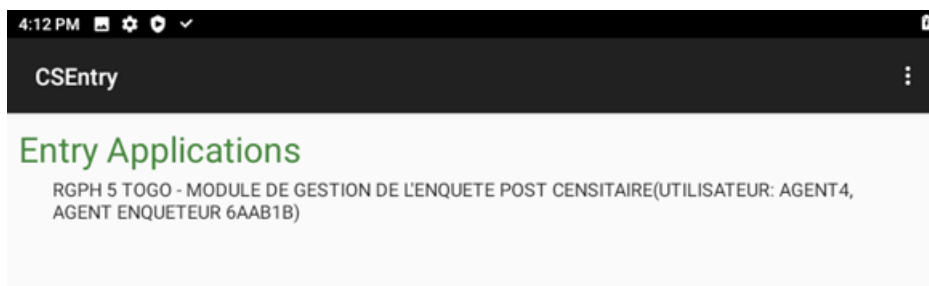 4:12 PM
CSEntry
Entry Applications
RGPH 5 TOGO - MODULE DE GESTION DE L'ENQUETE POST CENSITAIRE(UTILISATEUR: AGENT4,
AGENT ENQUETEUR 6AAB1B)